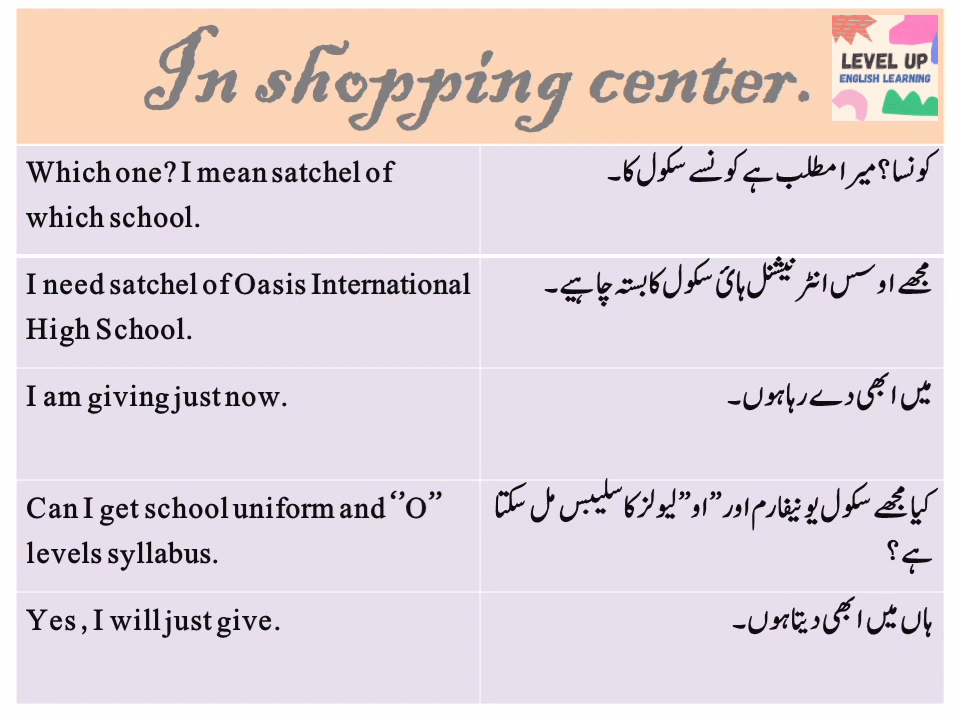 In shopping center.
LEVEL UP
ENGLISH LEARNING
Which one? I mean satchel of
which school.
کونسا؟ میرا مطلب ہے کونسے سکول کا۔
I need satchel of Oasis International
High School.
مجھے اوسس انٹرنیشنل ہائ سکول کا بستہ چاہیے۔
I am giving just now.
میں ابھی دے رہا ہوں۔
Can I get school uniform and ‘’O”
levels syllabus.
کیا مجھے سکول یونیفارم اور ”او” لیولز کا سلیبس مل سکتا
ہے ؟
Yes , I will just give.
ہاں میں ابھی دیتا ہوں۔